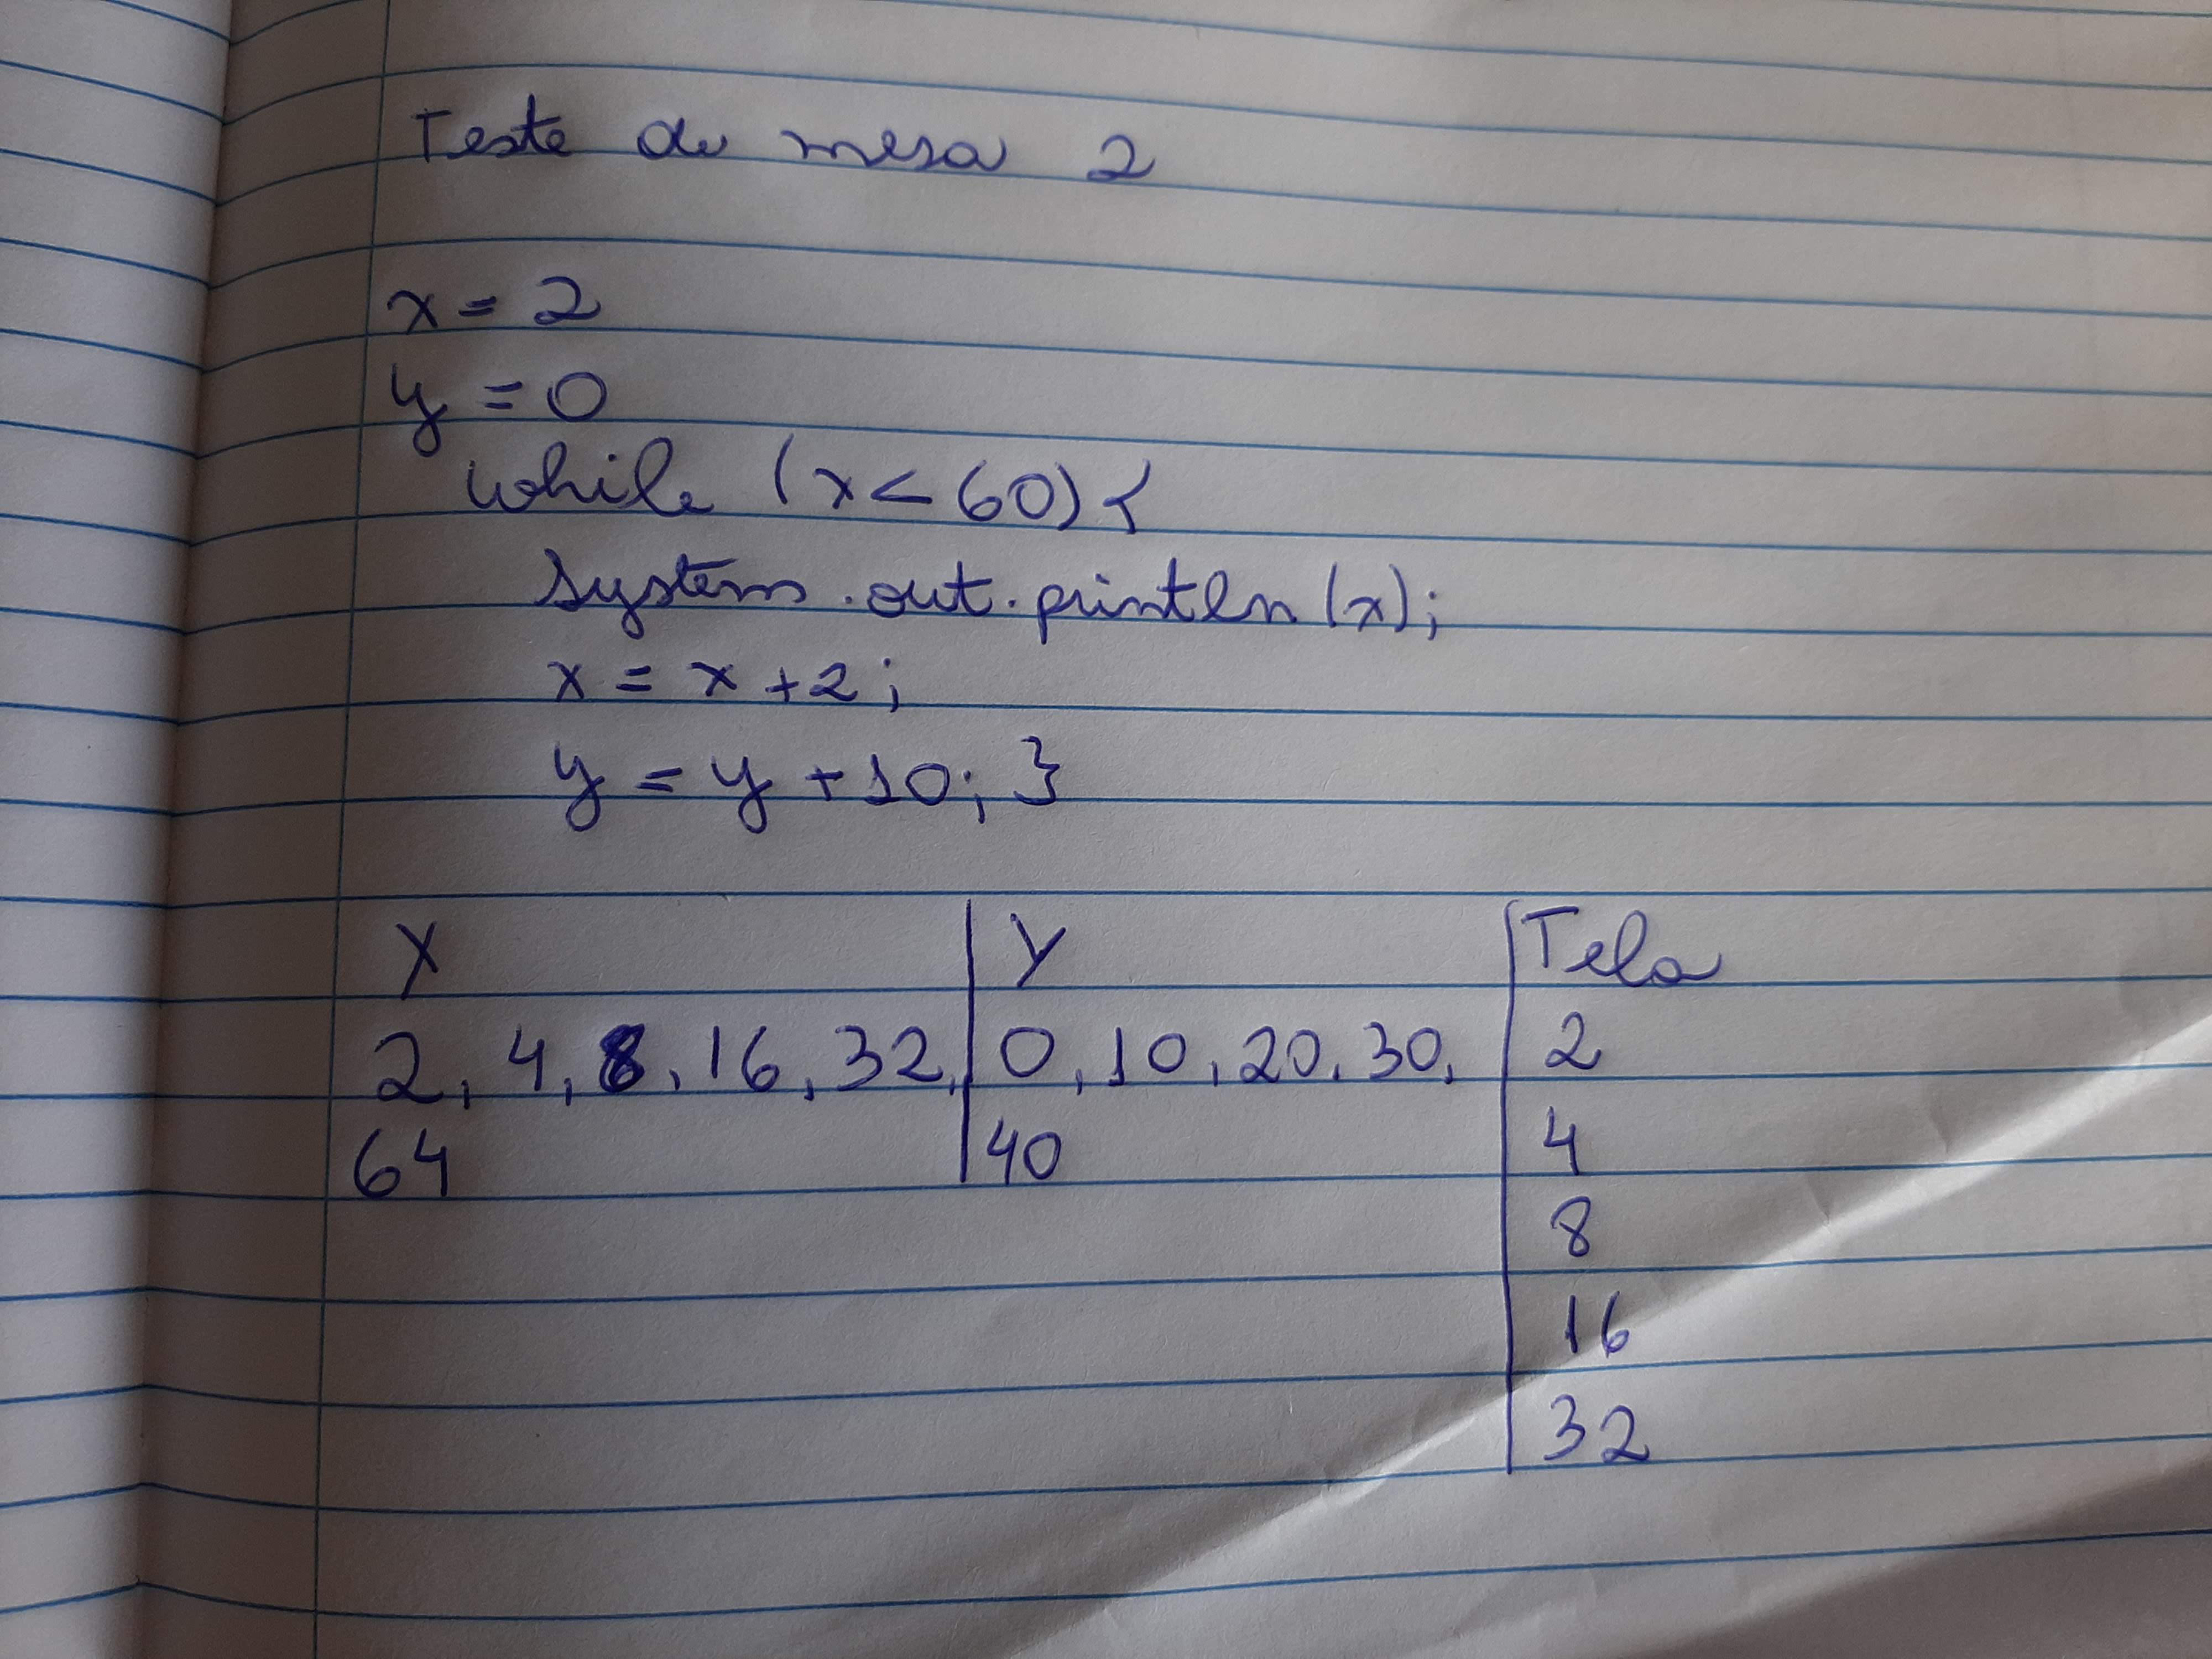 Teste de mesa 2
x = 2
y = 0
while (x < 60) {
system.out.println(x);
x = x + 2;
y = y + 10; }
X Y Tela
2, 4, 8, 16, 32, 0, 10, 20, 30, 2
64 40 4
8
16
32